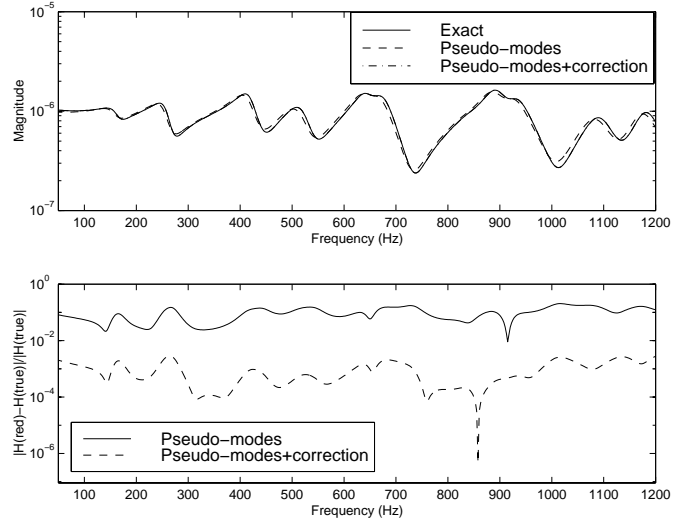 10^-5
Exact
Pseudo-modes
Pseudo-modes+correction
10^-6
Magnitude
10^-7
100 200 300 400 500 600 700 800 900 1000 1100 1200
Frequency (Hz)
10^0
10^-2
10^-4
10^-6
|H(red)-H(true)|/|H(true)|
Pseudo-modes
Pseudo-modes+correction
100 200 300 400 500 600 700 800 900 1000 1100 1200
Frequency (Hz)